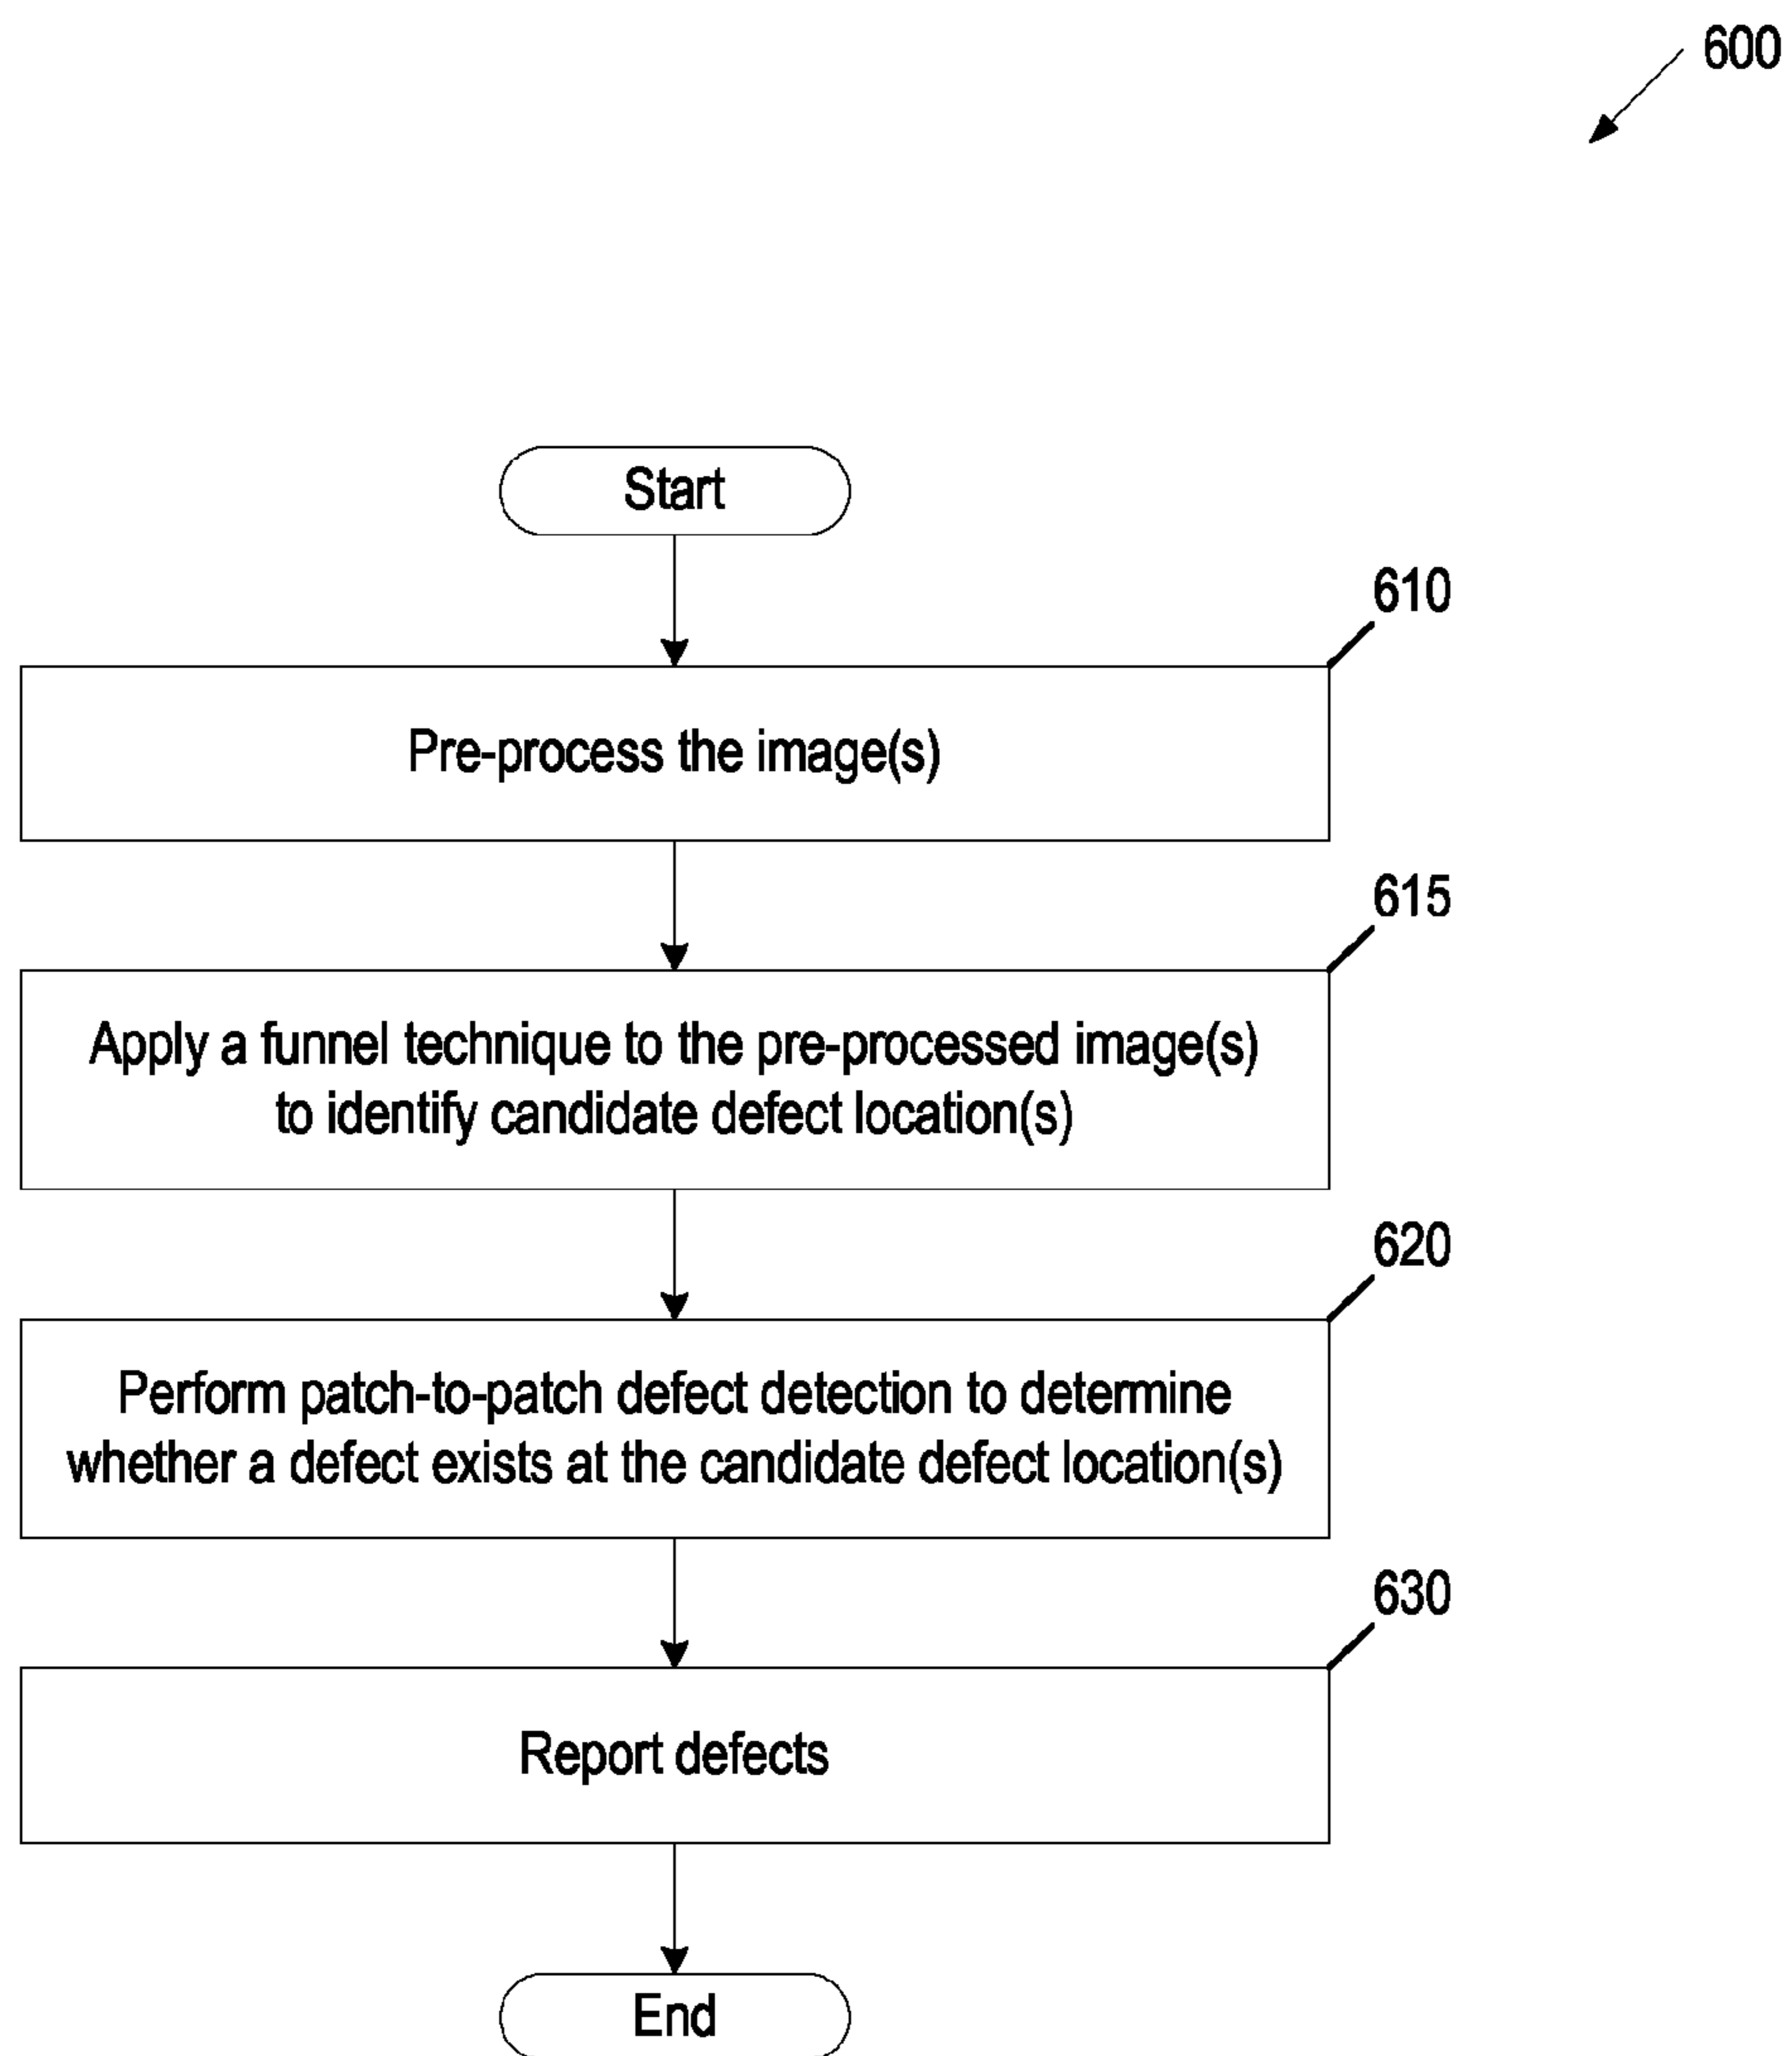 600
Start
610
Pre-process the image(s)
615
Apply a funnel technique to the pre-processed image(s)
to identify candidate defect location(s)
620
Perform patch-to-patch defect detection to determine
whether a defect exists at the candidate defect location(s)
630
Report defects
End